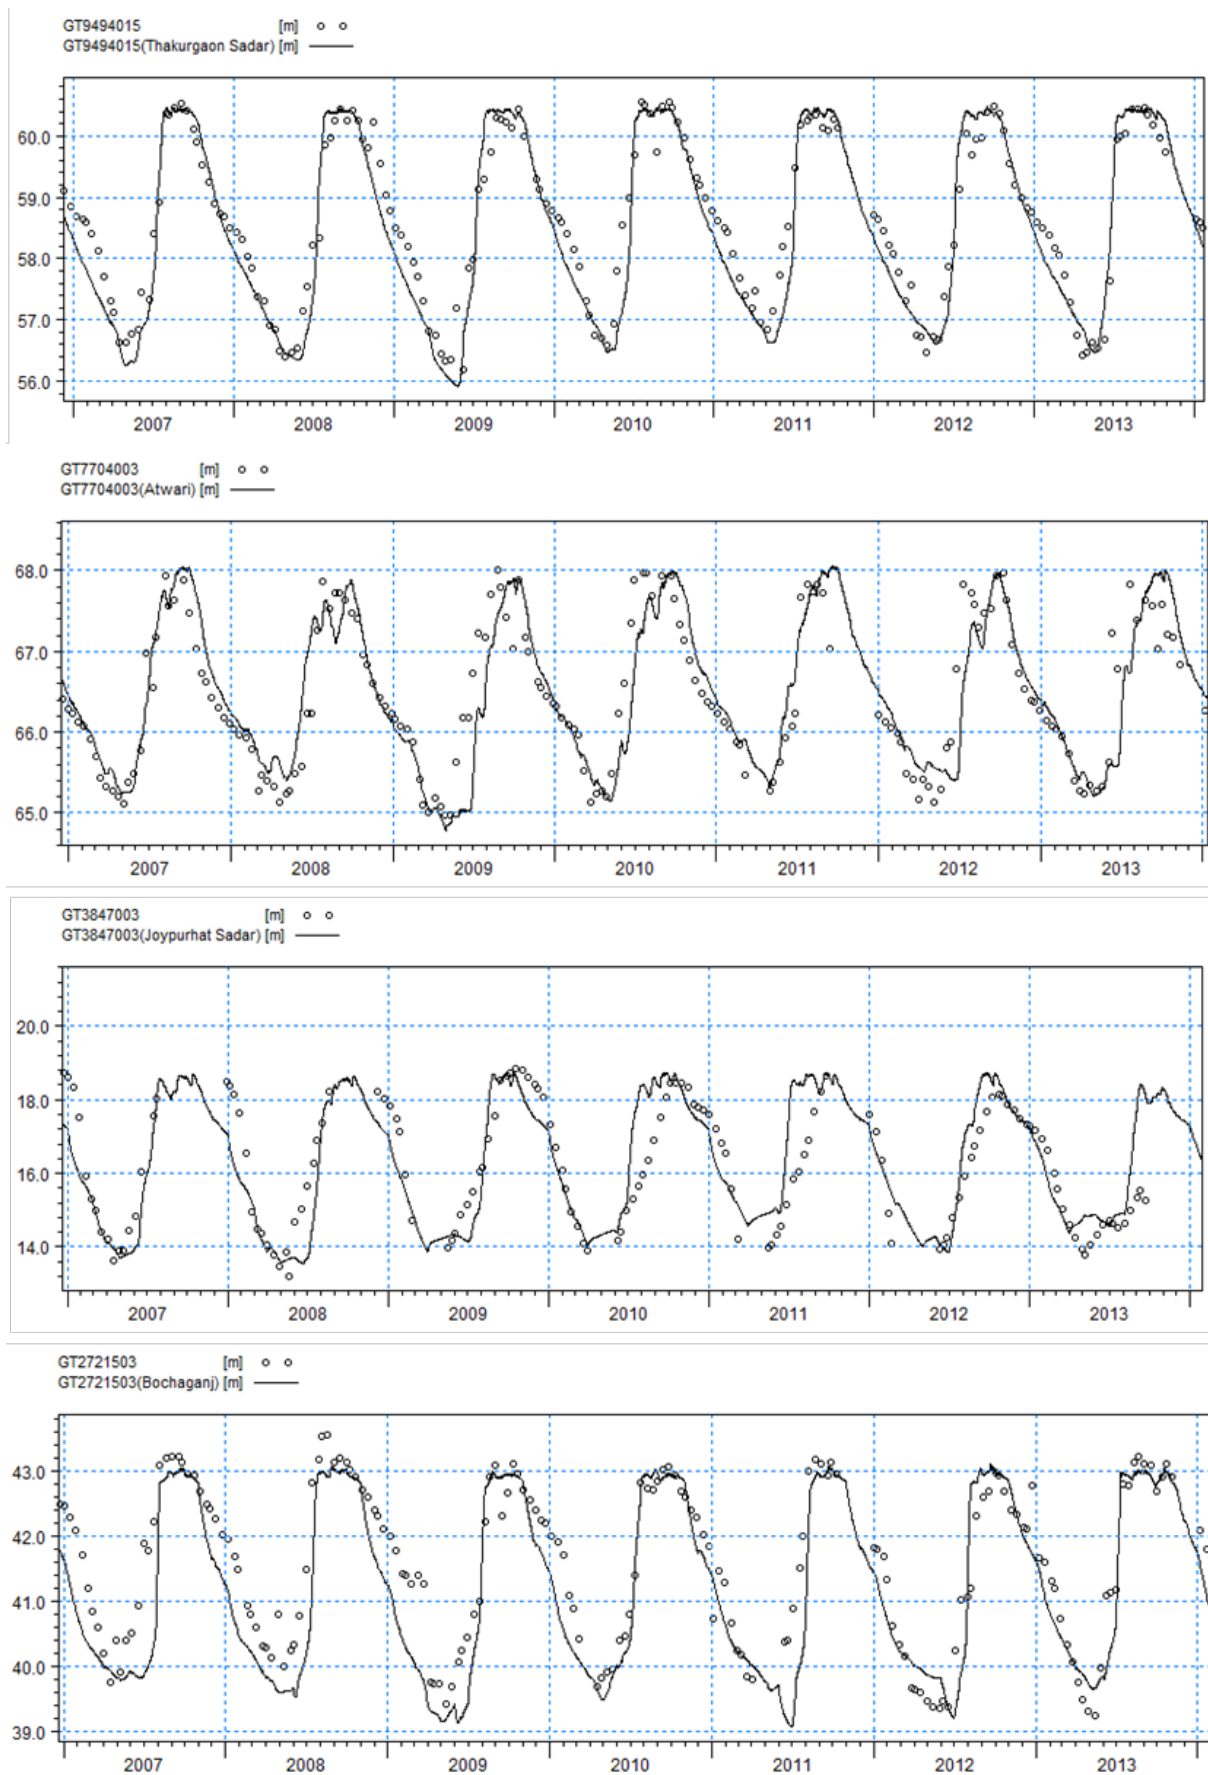 GT9494015 [m]
GT9494015(Thakurgaon Sadar) [m]
60.0
59.0
58.0
57.0
56.0
2007 2008 2009 2010 2011 2012 2013
GT7704003 [m]
GT7704003(Atwari) [m]
68.0
67.0
66.0
65.0
2007 2008 2009 2010 2011 2012 2013
GT3847003 [m]
GT3847003(Joypurhat Sadar) [m]
20.0
18.0
16.0
14.0
2007 2008 2009 2010 2011 2012 2013
GT2721503 [m]
GT2721503(Bochaganj) [m]
43.0
42.0
41.0
40.0
39.0
2007 2008 2009 2010 2011 2012 2013